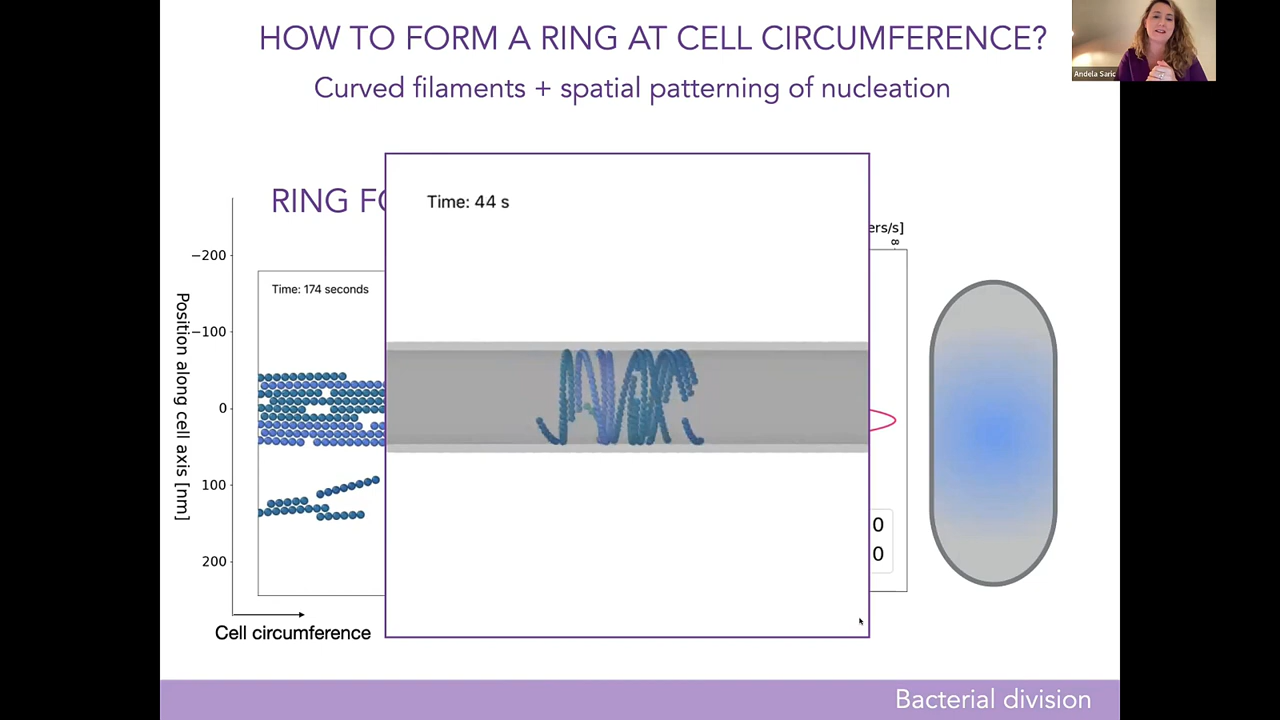 HOW TO FORM A RING AT CELL CIRCUMFERENCE?
Andela Saric
Curved filaments + spatial patterning of nucleation
RING FO
Time: 44 s
ers/s]
8
−200
Time: 174 seconds
−100
Position along cell axis [nm]
0
100
0
200
0
Cell circumference
Bacterial division